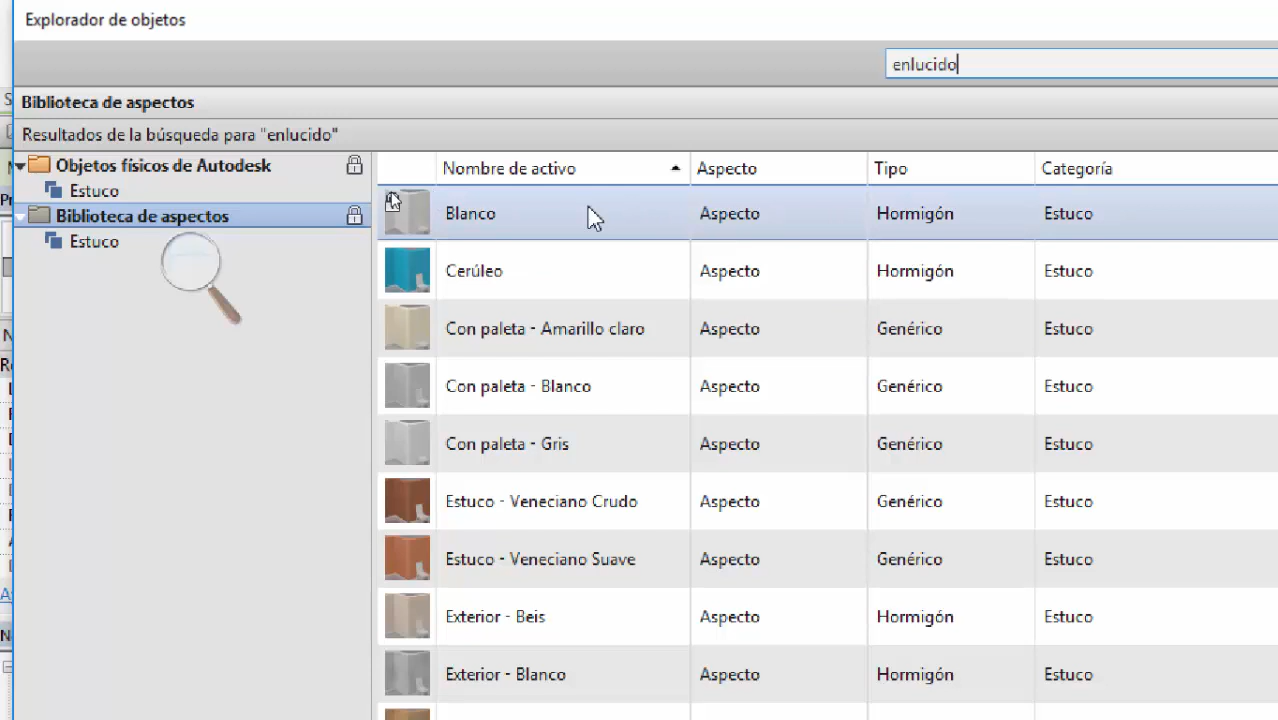 Explorador de objetos
enlucido
Biblioteca de aspectos
Resultados de la búsqueda para "enlucido"
Objetos físicos de Autodesk
Estuco
Biblioteca de aspectos
Estuco
Nombre de activo Aspecto Tipo Categoría
Blanco Aspecto Hormigón Estuco
Cerúleo Aspecto Hormigón Estuco
Con paleta - Amarillo claro Aspecto Genérico Estuco
Con paleta - Blanco Aspecto Genérico Estuco
Con paleta - Gris Aspecto Genérico Estuco
Estuco - Veneciano Crudo Aspecto Genérico Estuco
Estuco - Veneciano Suave Aspecto Genérico Estuco
Exterior - Beis Aspecto Hormigón Estuco
Exterior - Blanco Aspecto Hormigón Estuco